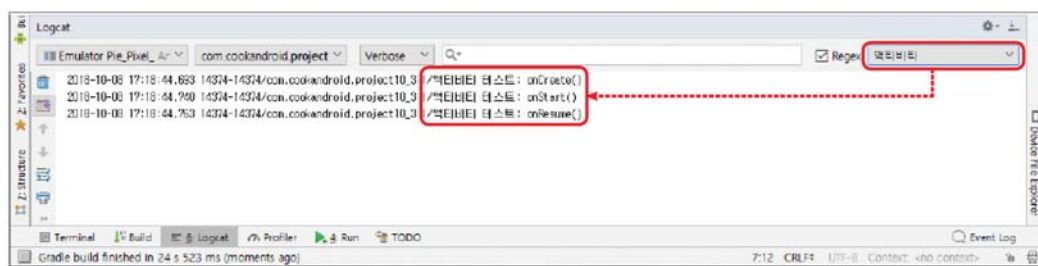 Logcat
Emulator Pie_Pixel_ Ar
com.cookandroid.project
Verbose
Regex
액티비티
2018-10-08 17:18:44.693 14374-14374/com.cookandroid.project10_3 I/액티비티 테스트: onCreate()
2018-10-08 17:18:44.740 14374-14374/com.cookandroid.project10_3 I/액티비티 테스트: onStart()
2018-10-08 17:18:44.763 14374-14374/com.cookandroid.project10_3 I/액티비티 테스트: onResume()
2: Favorites
Z: Structure
Device File Explorer
Terminal
Build
6: Logcat
Profiler
4: Run
TODO
Event Log
Gradle build finished in 24 s 523 ms (moments ago)
7:12 CRLF UTF-8 Context: <no context>